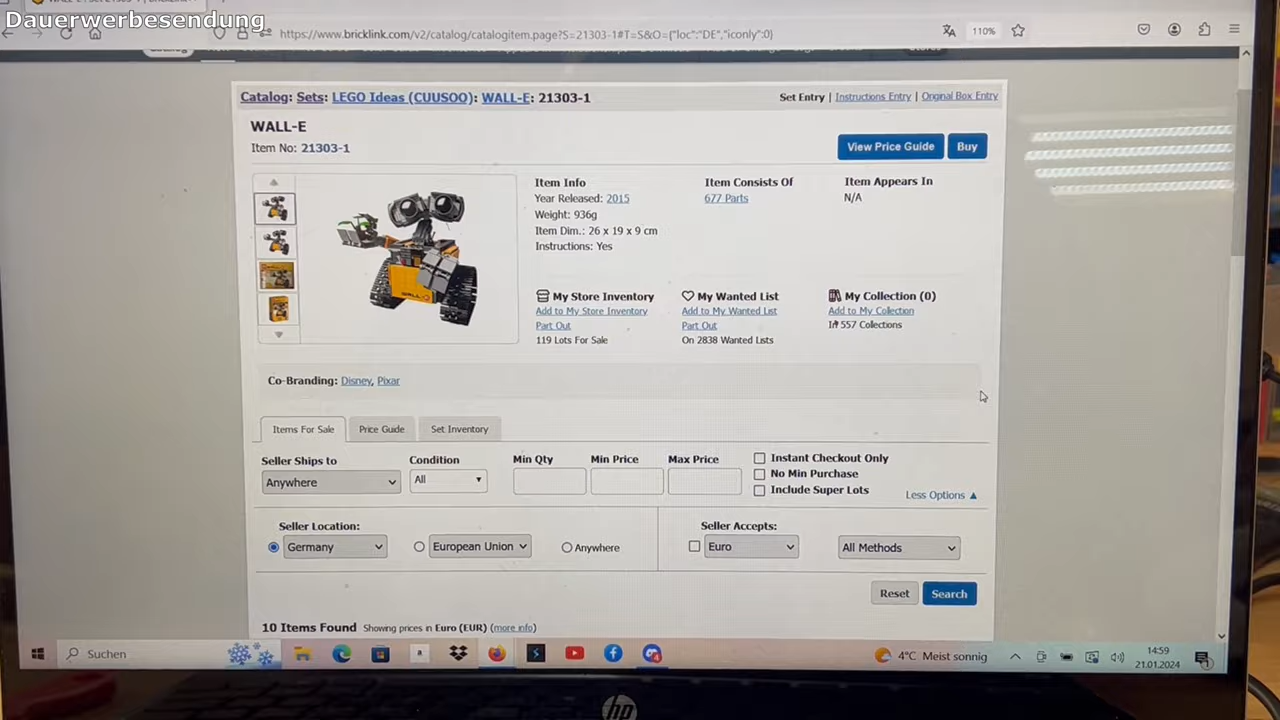 Dauerwerbesendung
https://www.bricklink.com/v2/catalog/catalogitem.page?S=21303-1#T=S&O={"loc":"DE","iconly":0}
110%
Catalog: Sets: LEGO Ideas (CUUSOO): WALL-E: 21303-1
Set Entry | Instructions Entry | Original Box Entry
WALL-E
Item No: 21303-1
View Price Guide
Buy
Item Info
Year Released: 2015
Weight: 936g
Item Dim.: 26 x 19 x 9 cm
Instructions: Yes
Item Consists Of
677 Parts
Item Appears In
N/A
My Store Inventory
Add to My Store Inventory
Part Out
119 Lots For Sale
My Wanted List
Add to My Wanted List
Part Out
On 2838 Wanted Lists
My Collection (0)
Add to My Collection
In 557 Collections
Co-Branding: Disney, Pixar
Items For Sale
Price Guide
Set Inventory
Seller Ships to
Anywhere
Condition
All
Min Qty
Min Price
Max Price
Instant Checkout Only
No Min Purchase
Include Super Lots
Less Options ▲
Seller Location:
Germany
European Union
Anywhere
Seller Accepts:
Euro
All Methods
Reset
Search
10 Items Found Showing prices in Euro (EUR) (more info)
Suchen
4°C Meist sonnig
14:59
21.01.2024
hp